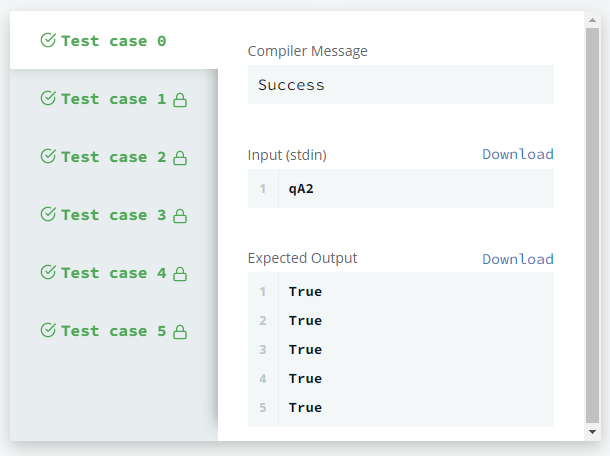 Test case 0
Test case 1
Test case 2
Test case 3
Test case 4
Test case 5
Compiler Message
Success
Input (stdin) Download
1 qA2
Expected Output Download
1 True
2 True
3 True
4 True
5 True